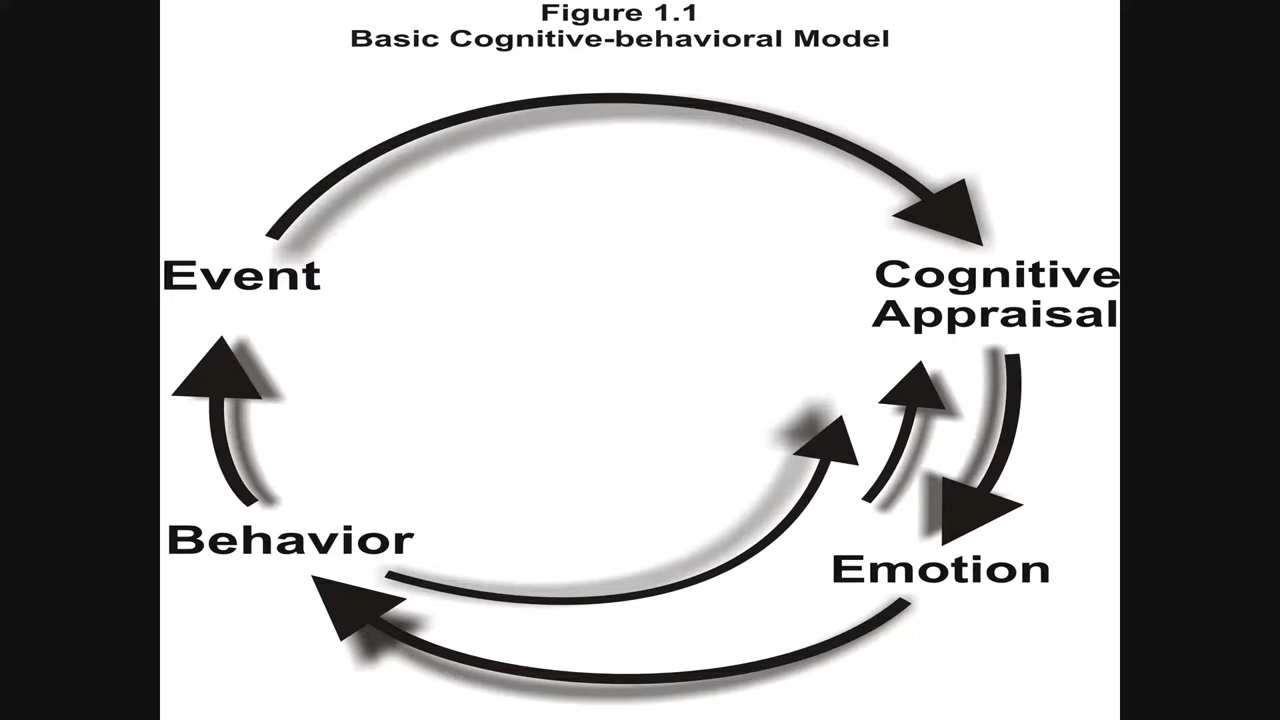 Figure 1.1
Basic Cognitive-behavioral Model
Event
Cognitive
Appraisal
Behavior
Emotion